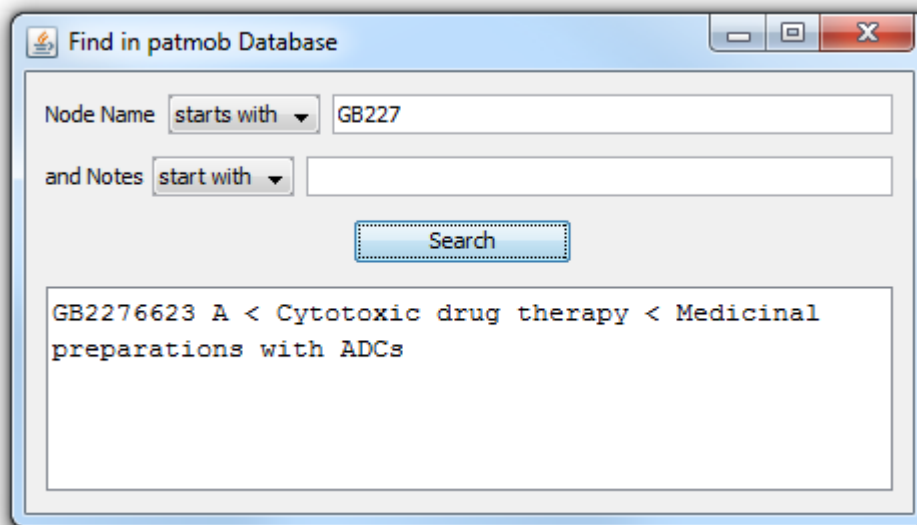 Find in patmob Database
Node Name starts with GB227
and Notes start with
Search
GB2276623 A < Cytotoxic drug therapy < Medicinal
preparations with ADCs